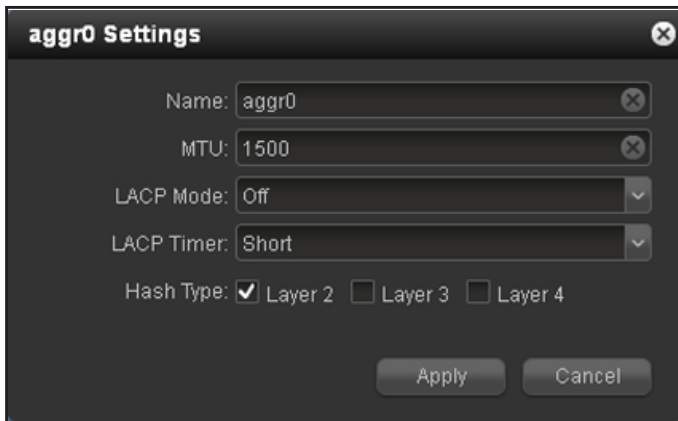 aggr0 Settings
Name: aggr0
MTU: 1500
LACP Mode: Off
LACP Timer: Short
Hash Type: Layer 2 Layer 3 Layer 4
Apply Cancel